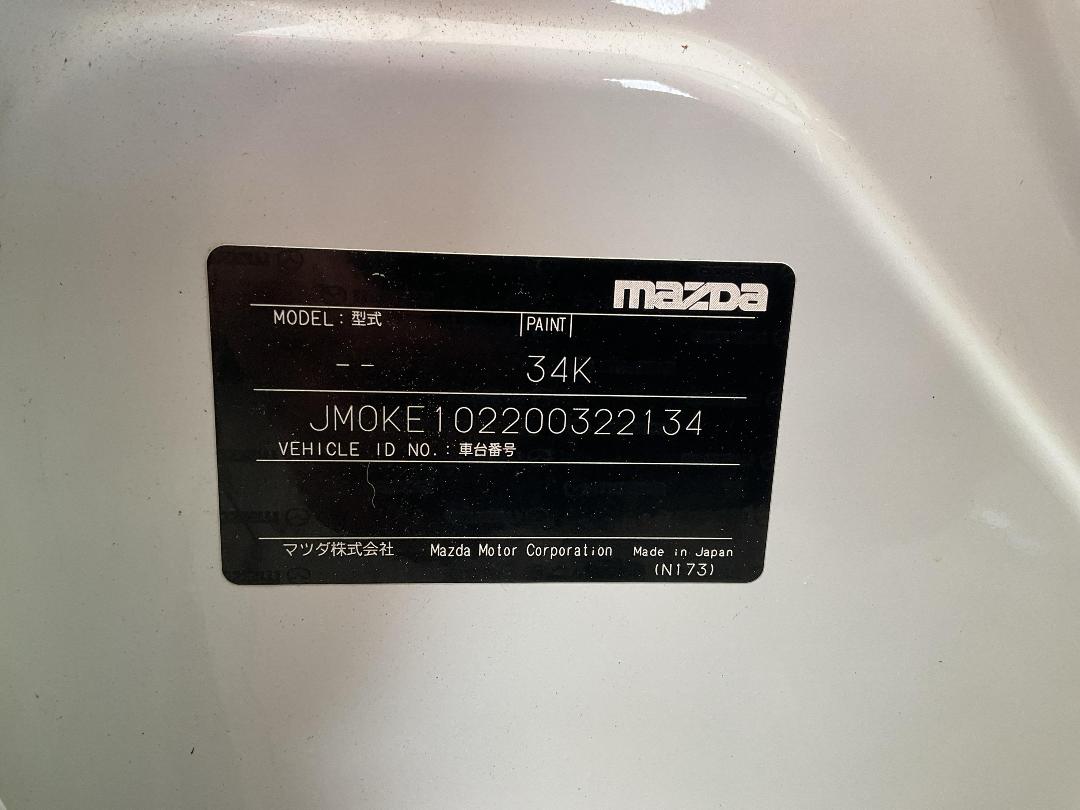 mazda
MODEL : 型式 PAINT
-- 34K
JM0KE102200322134
VEHICLE ID NO. : 車台番号
マツダ株式会社 Mazda Motor Corporation Made in Japan
(N173)